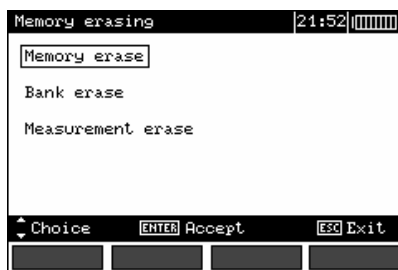 Memory erasing 21:52
Memory erase
Bank erase
Measurement erase
Choice ENTER Accept ESC Exit